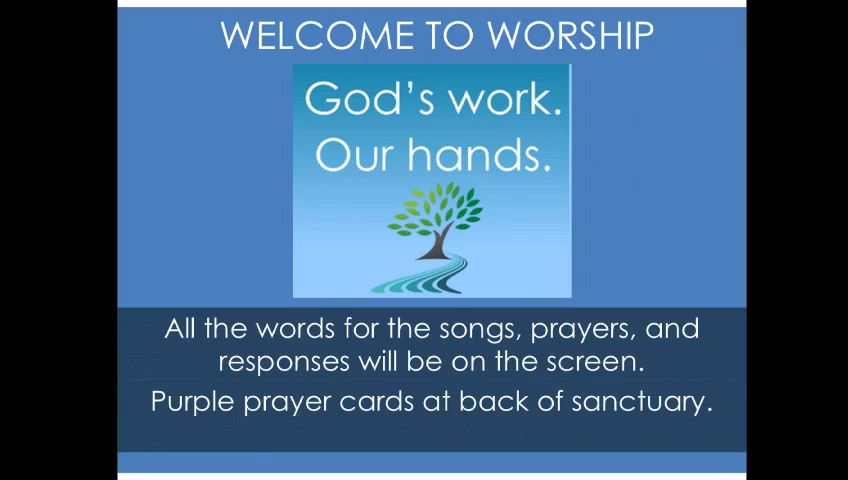 WELCOME TO WORSHIP
God's work.
Our hands.
All the words for the songs, prayers, and
responses will be on the screen.
Purple prayer cards at back of sanctuary.